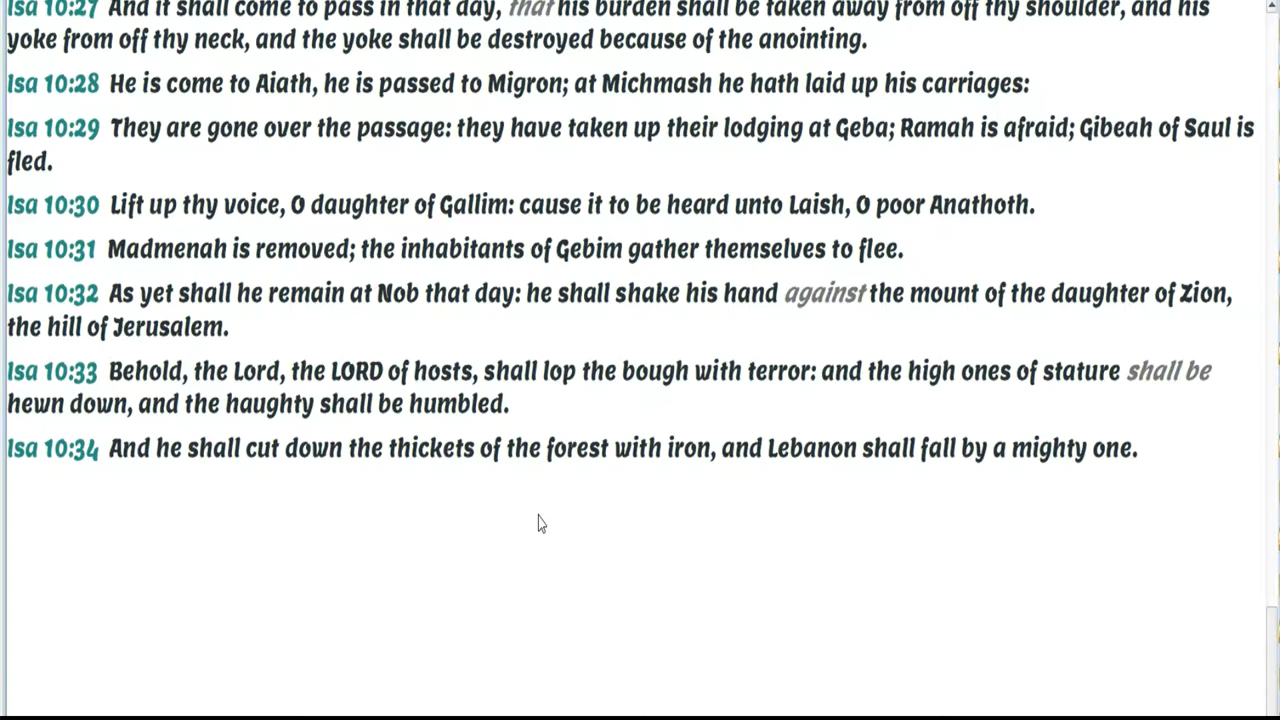 Isa 10:27 And it shall come to pass in that day, that his burden shall be taken away from off thy shoulder, and his
yoke from off thy neck, and the yoke shall be destroyed because of the anointing.
Isa 10:28 He is come to Aiath, he is passed to Migron; at Michmash he hath laid up his carriages:
Isa 10:29 They are gone over the passage: they have taken up their lodging at Geba; Ramah is afraid; Gibeah of Saul is
fled.
Isa 10:30 Lift up thy voice, O daughter of Gallim: cause it to be heard unto Laish, O poor Anathoth.
Isa 10:31 Madmenah is removed; the inhabitants of Gebim gather themselves to flee.
Isa 10:32 As yet shall he remain at Nob that day: he shall shake his hand against the mount of the daughter of Zion,
the hill of Jerusalem.
Isa 10:33 Behold, the Lord, the LORD of hosts, shall lop the bough with terror: and the high ones of stature shall be
hewn down, and the haughty shall be humbled.
Isa 10:34 And he shall cut down the thickets of the forest with iron, and Lebanon shall fall by a mighty one.